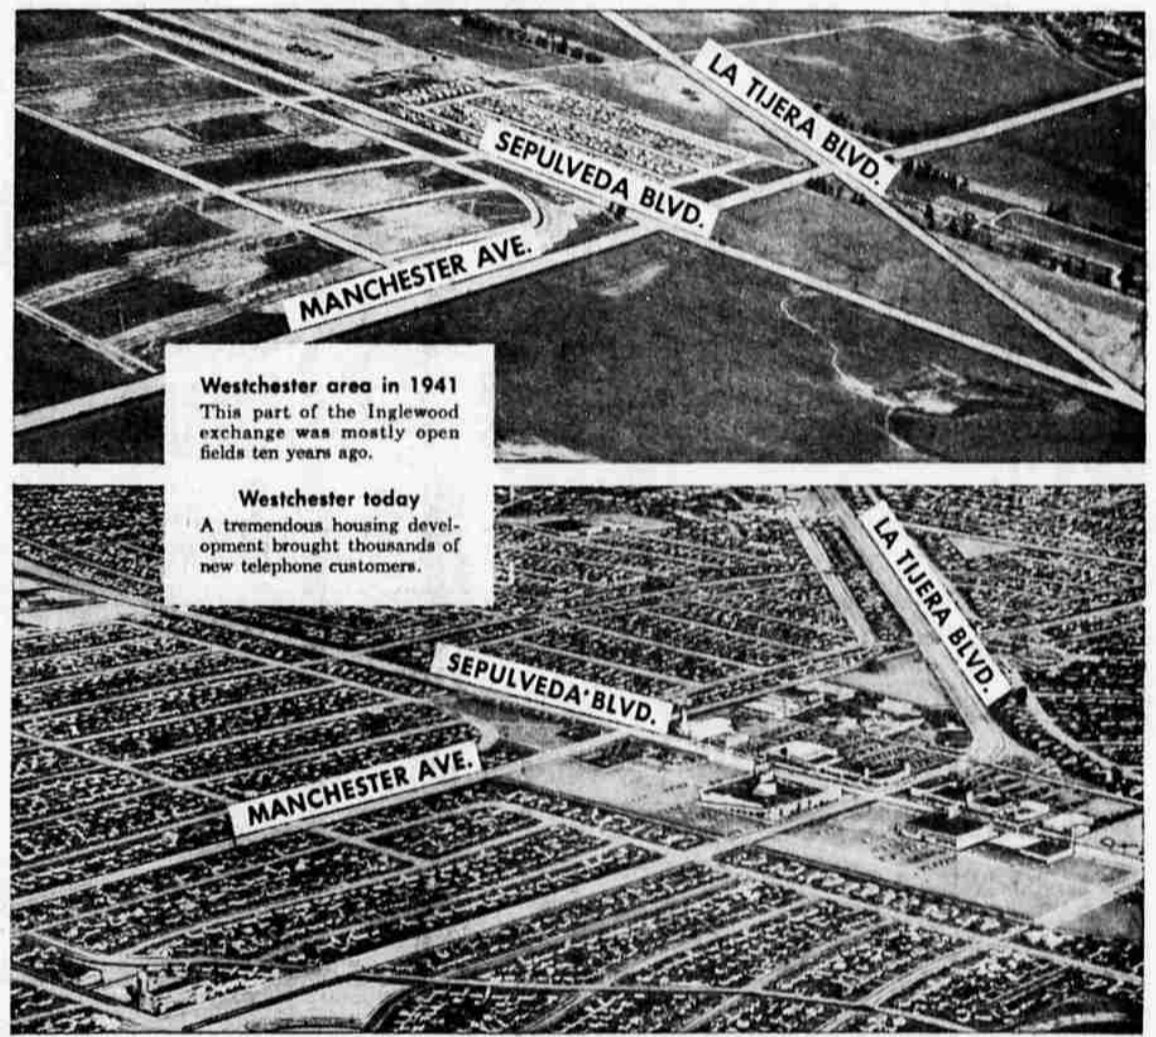 LA TIJERA BLVD.
SEPULVEDA BLVD.
MANCHESTER AVE.
Westchester area in 1941
This part of the Inglewood
exchange was mostly open
fields ten years ago.
Westchester today
A tremendous housing devel-
opment brought thousands of
new telephone customers.
LA TIJERA BLVD.
SEPULVEDA BLVD.
MANCHESTER AVE.